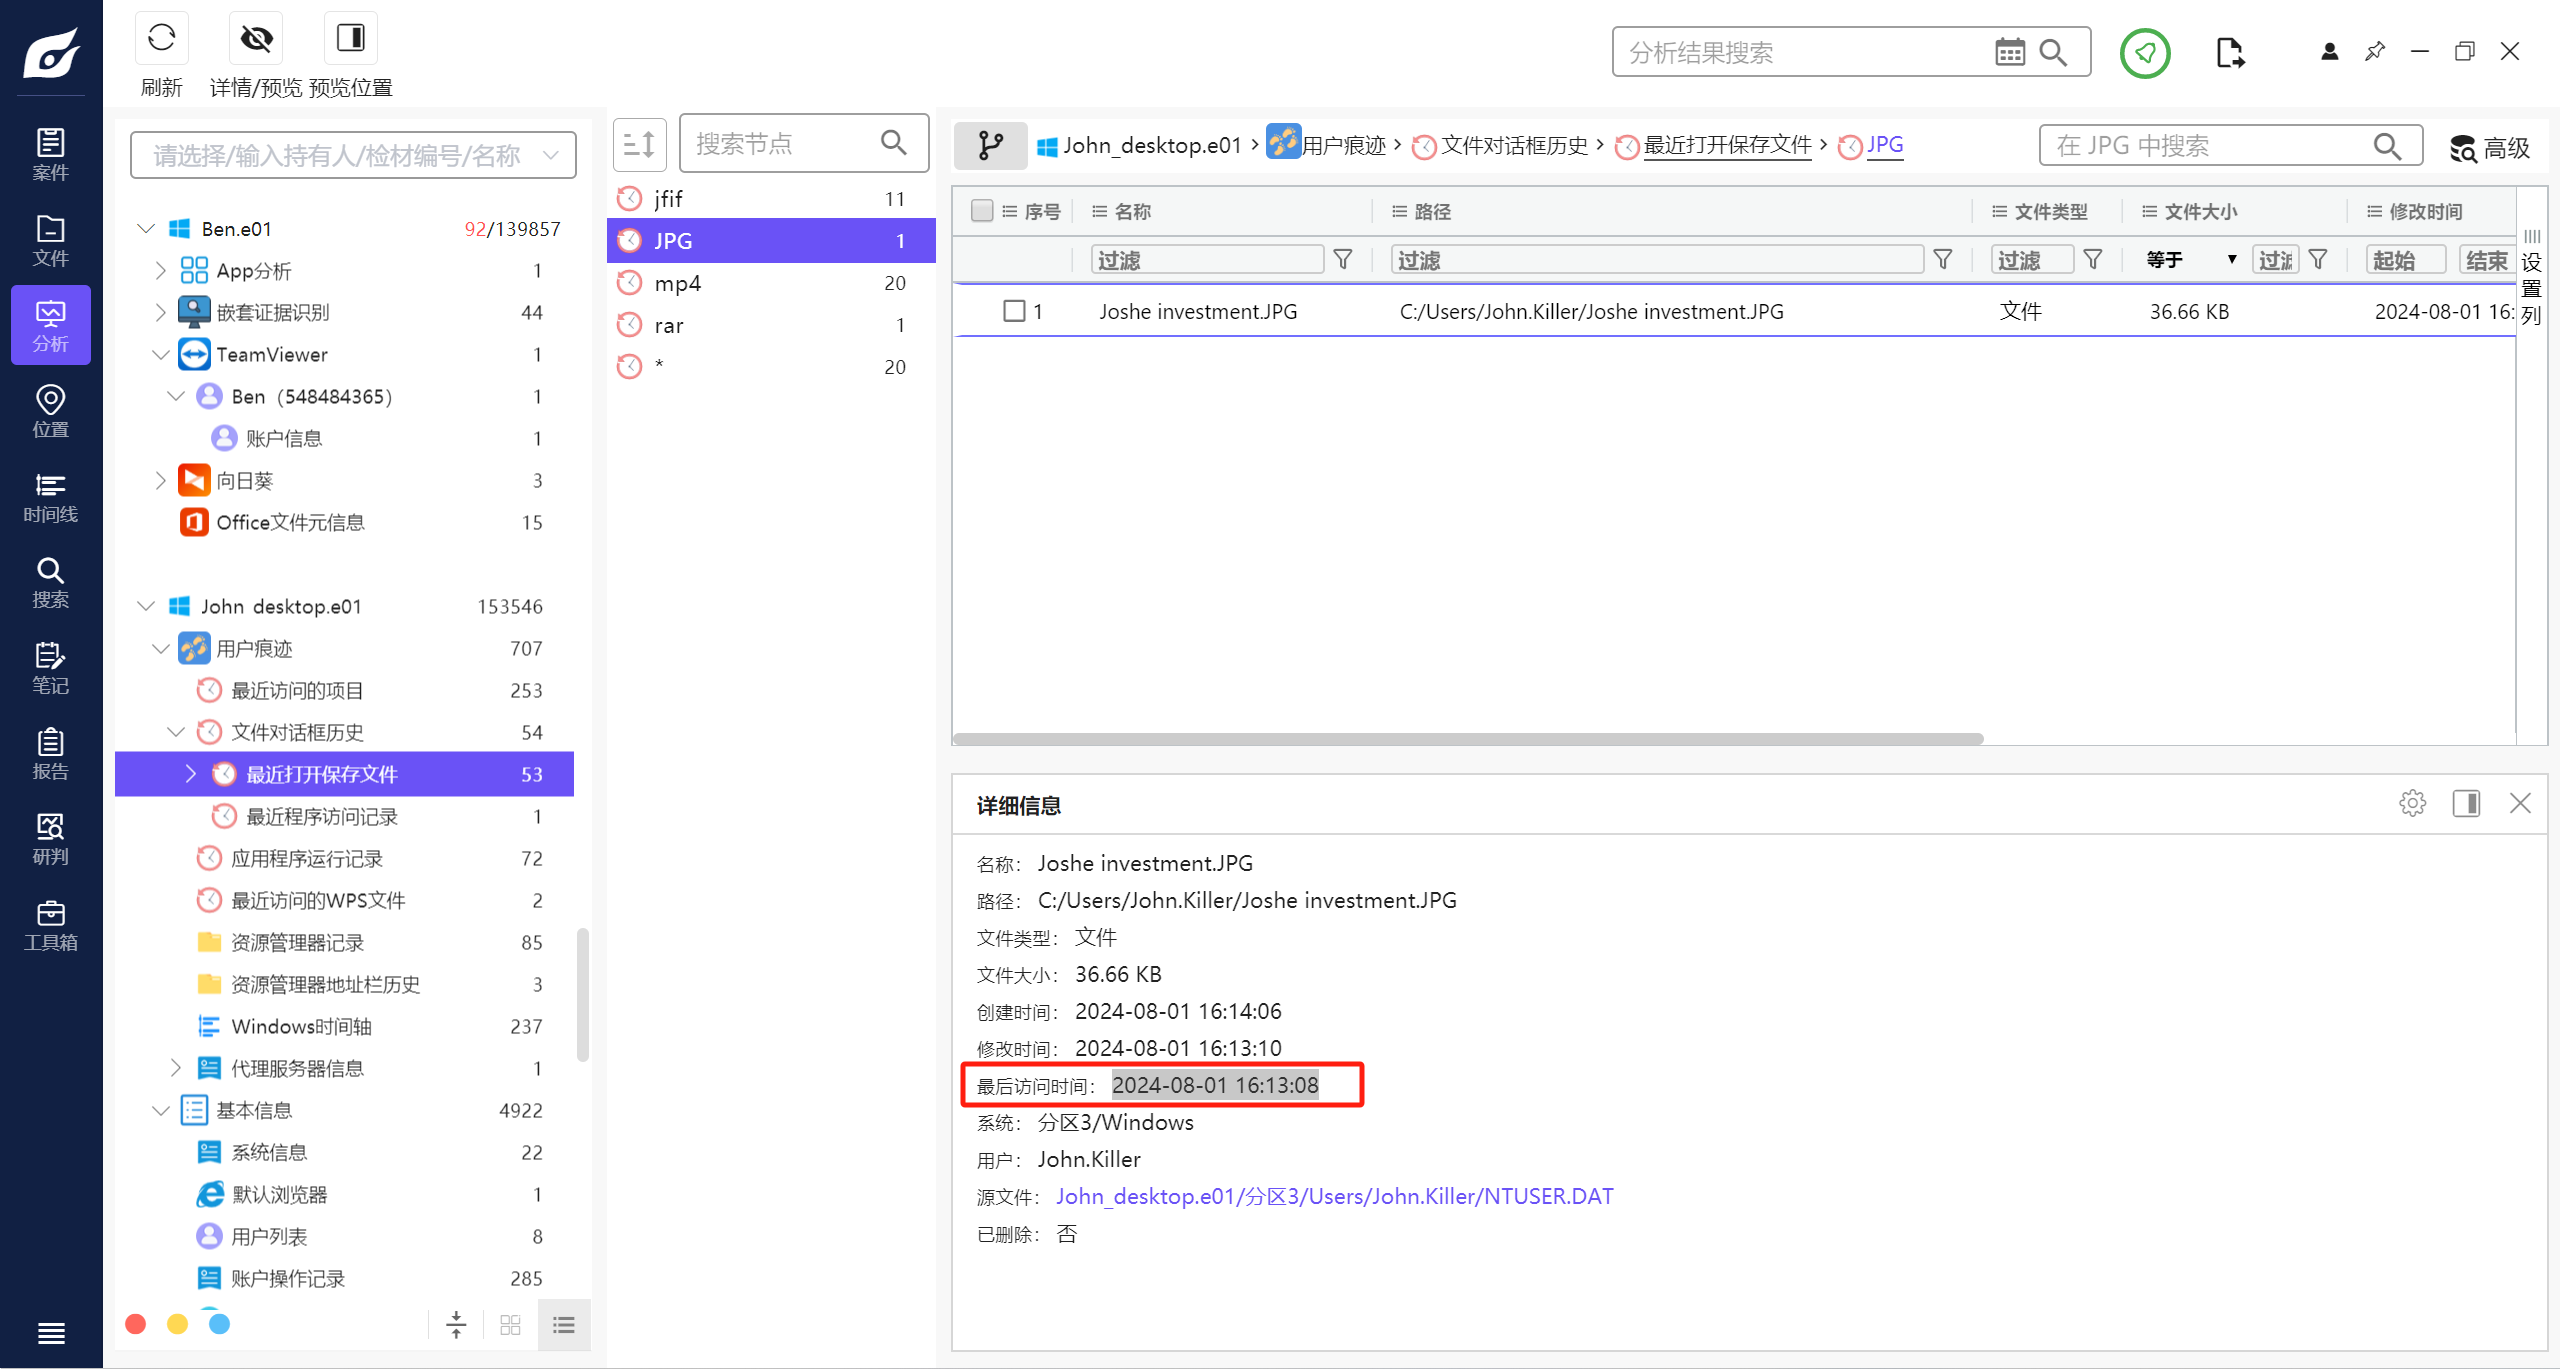 刷新
详情/预览
预览位置
分析结果搜索
案件
文件
分析
位置
时间线
搜索
笔记
报告
研判
工具箱
请选择/输入持有人/检材编号/名称
Ben.e01 92/139857
App分析 1
嵌套证据识别 44
TeamViewer 1
Ben（548484365） 1
账户信息 1
向日葵 3
Office文件元信息 15
John_desktop.e01 153546
用户痕迹 707
最近访问的项目 253
文件对话框历史 54
最近打开保存文件 53
最近程序访问记录 1
应用程序运行记录 72
最近访问的WPS文件 2
资源管理器记录 85
资源管理器地址栏历史 3
Windows时间轴 237
代理服务器信息 1
基本信息 4922
系统信息 22
默认浏览器 1
用户列表 8
账户操作记录 285
搜索节点
jfif 11
JPG 1
mp4 20
rar 1
* 20
John_desktop.e01 › 用户痕迹 › 文件对话框历史 › 最近打开保存文件 › JPG
在 JPG 中搜索
高级
序号 名称 路径 文件类型 文件大小 修改时间
过滤 过滤 过滤 等于 过滤 起始 结束
设置列
1 Joshe investment.JPG C:/Users/John.Killer/Joshe investment.JPG 文件 36.66 KB 2024-08-01 16:
详细信息
名称： Joshe investment.JPG
路径： C:/Users/John.Killer/Joshe investment.JPG
文件类型： 文件
文件大小： 36.66 KB
创建时间： 2024-08-01 16:14:06
修改时间： 2024-08-01 16:13:10
最后访问时间： 2024-08-01 16:13:08
系统： 分区3/Windows
用户： John.Killer
源文件： John_desktop.e01/分区3/Users/John.Killer/NTUSER.DAT
已删除： 否